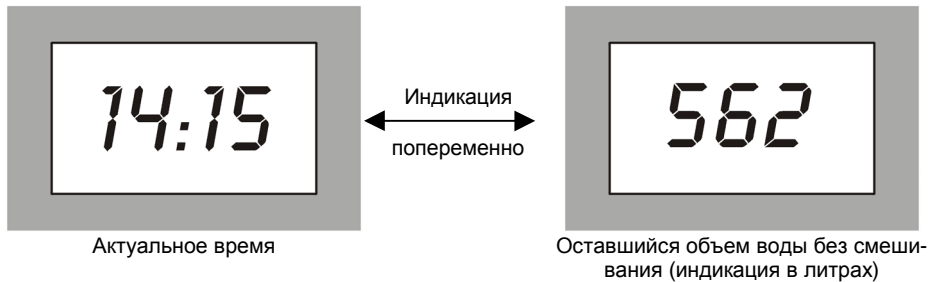 14:15
Индикация
попеременно
562
Актуальное время
Оставшийся объем воды без смеши-
вания (индикация в литрах)